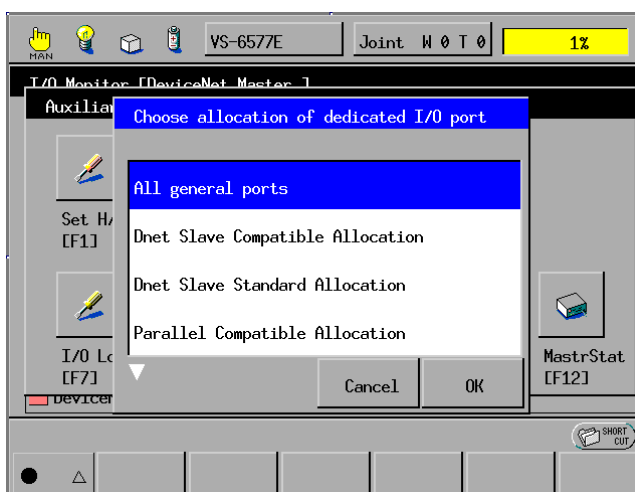 MAN
VS-6577E
Joint W 0 T 0
1%
I/O Monitor [DeviceNet Master ]
Auxilia
Choose allocation of dedicated I/O port
All general ports
Dnet Slave Compatible Allocation
Dnet Slave Standard Allocation
Parallel Compatible Allocation
Set H/
[F1]
I/O Lo
[F7]
MastrStat
[F12]
Cancel
OK
DeviceN
SHORT
CUT